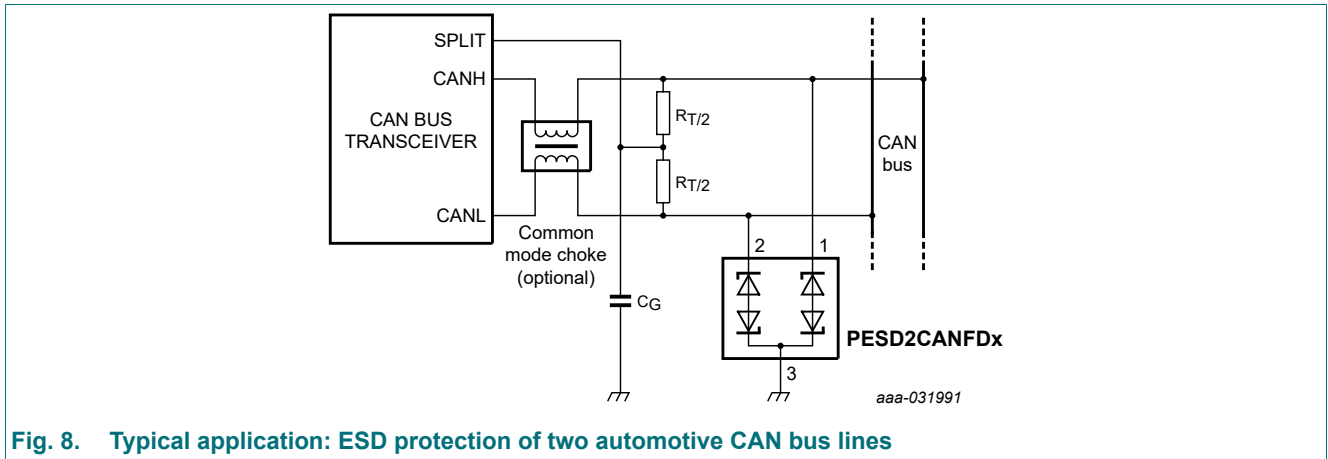 SPLIT
CANH
CAN BUS
TRANSCEIVER
CANL
Common
mode choke
(optional)
RT/2
RT/2
CG
CAN
bus
2
1
PESD2CANFDx
3
aaa-031991
Fig. 8. Typical application: ESD protection of two automotive CAN bus lines